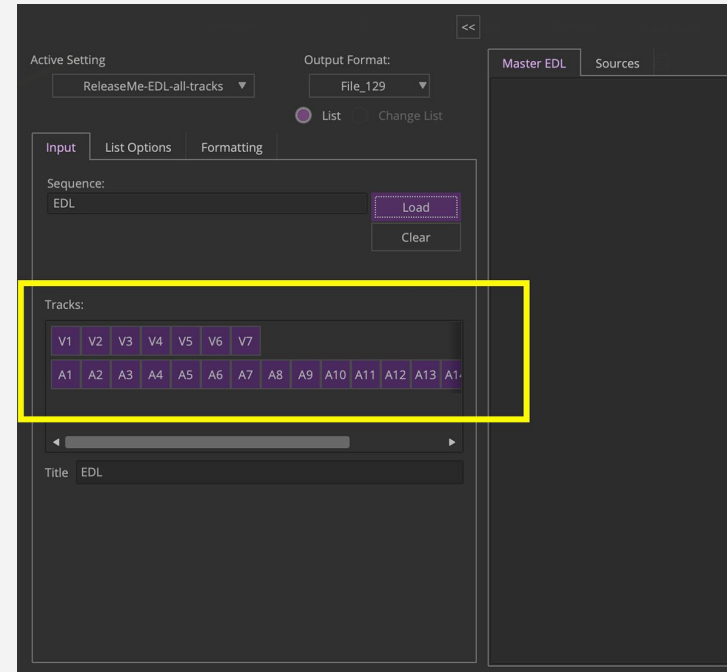 <<
Active Setting
Output Format:
ReleaseMe-EDL-all-tracks
File_129
List Change List
Master EDL Sources
Input List Options Formatting
Sequence:
EDL
Load
Clear
Tracks:
V1 V2 V3 V4 V5 V6 V7
A1 A2 A3 A4 A5 A6 A7 A8 A9 A10 A11 A12 A13
Title EDL